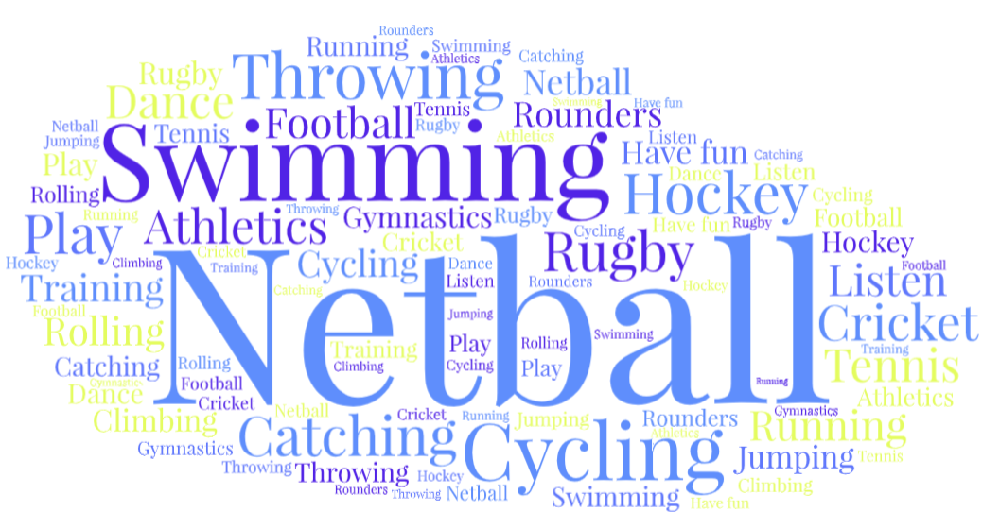 Rounders
Running
Swimming
Athletics
Catching
Rugby
Throwing
Netball
Dance
Swimming
Have fun
Tennis
Football
Rounders
Netball
Tennis
Rugby
Athletics
Listen
Jumping
Swimming
Have fun
Catching
Play
Dance
Listen
Rolling
Hockey
Cycling
Running
Throwing
Gymnastics
Rugby
Football
Play
Athletics
Cycling
Have fun
Rugby
Cricket
Hockey
Hockey
Climbing
Cricket
Training
Cycling
Dance
Rugby
Football
Training
Netball
Listen
Rounders
Hockey
Listen
Catching
Football
Jumping
Cricket
Rolling
Training
Play
Rolling
Swimming
Training
Catching
Rolling
Climbing
Cycling
Play
Tennis
Gymnastics
Football
Running
Dance
Cricket
Athletics
Climbing
Netball
Cricket
Running
Jumping
Rounders
Gymnastics
Running
Athletics
Gymnastics
Catching
Cycling
Jumping
Tennis
Throwing
Throwing
Hockey
Climbing
Rounders
Throwing
Netball
Swimming
Have fun